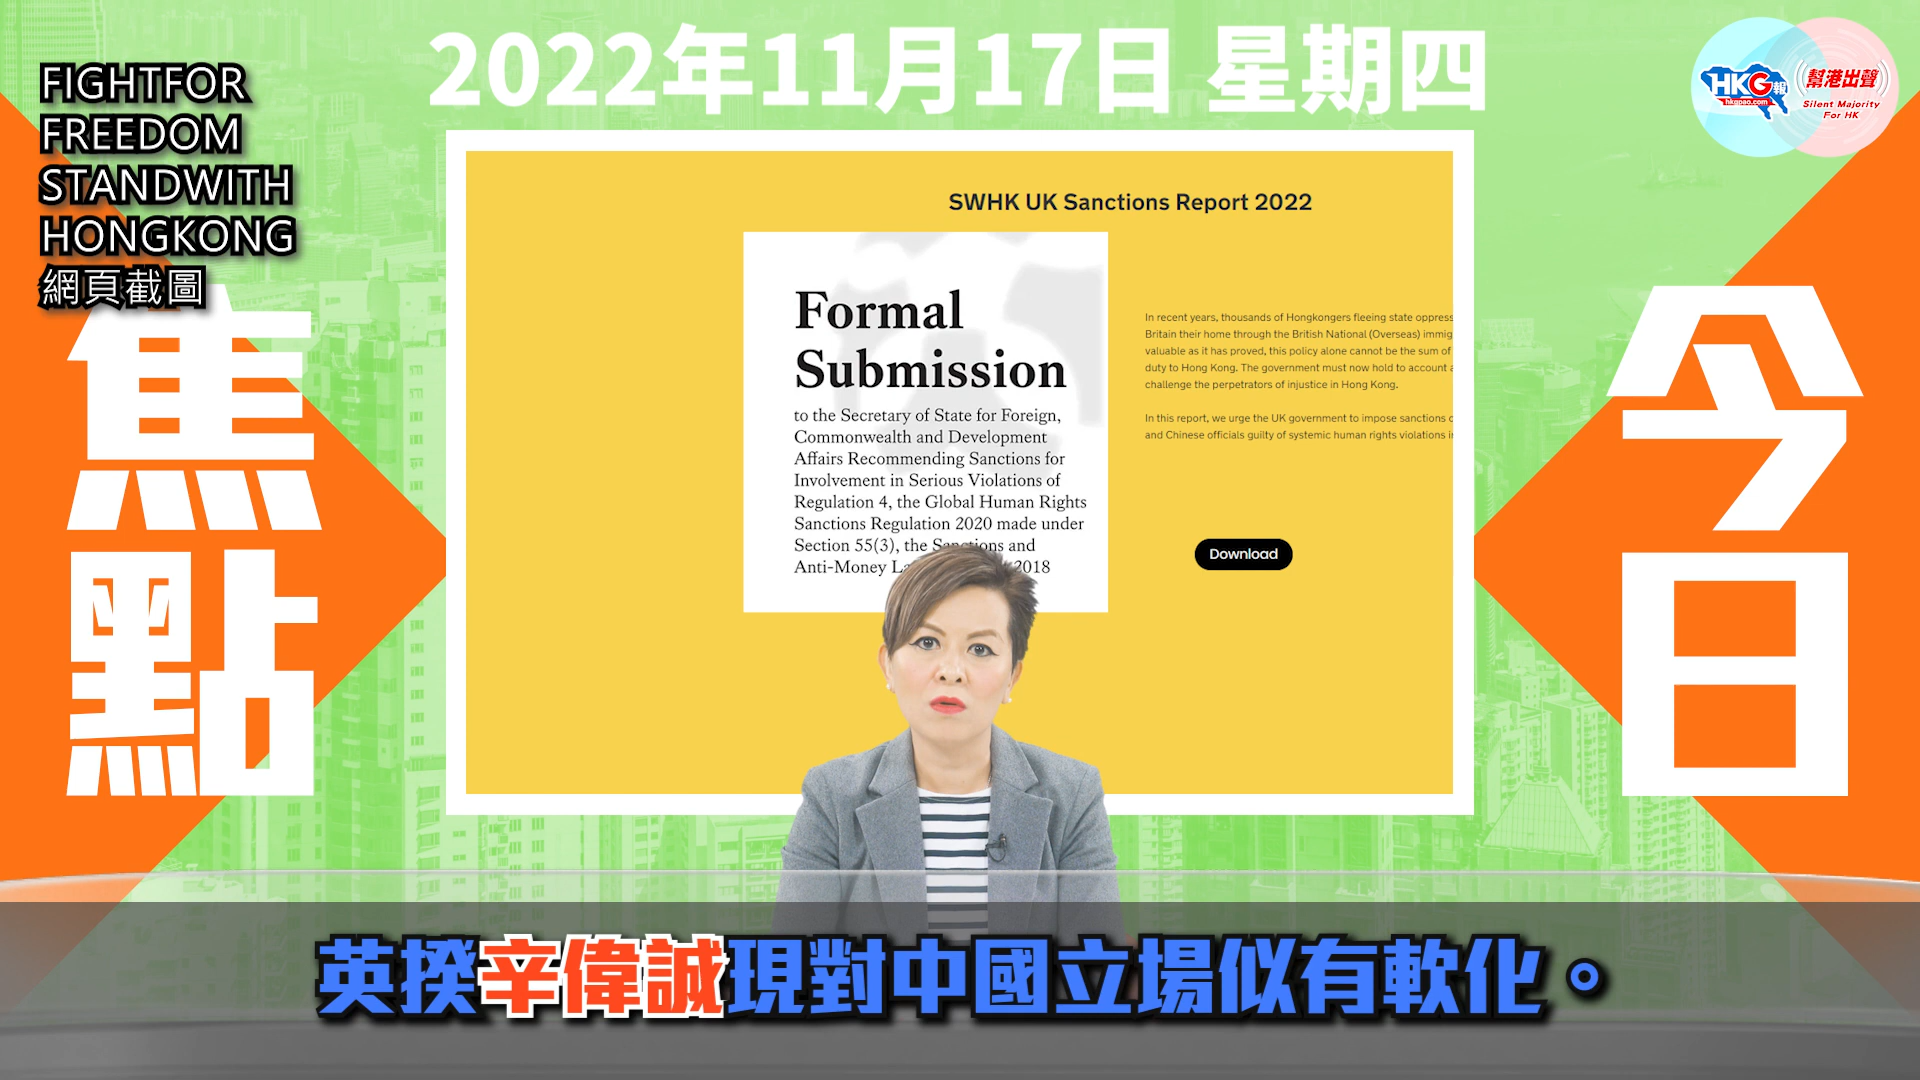 2022年11月17日 星期四
FIGHTFOR
FREEDOM
STANDWITH
HONGKONG
網頁截圖
HKG報
hkgpao.com
幫港出聲
Silent Majority
For HK
焦點
今日
SWHK UK Sanctions Report 2022
Formal
Submission
to the Secretary of State for Foreign,
Commonwealth and Development
Affairs Recommending Sanctions for
Involvement in Serious Violations of
Regulation 4, the Global Human Rights
Sanctions Regulation 2020 made under
Section 55(3), the Sanctions and
Anti-Money 2018
In recent years, thousands of Hongkongers fleeing state oppress
Britain their home through the British National (Overseas) immig
valuable as it has proved, this policy alone cannot be the sum of
duty to Hong Kong. The government must now hold to account a
challenge the perpetrators of injustice in Hong Kong.
In this report, we urge the UK government to impose sanctions o
and Chinese officials guilty of systemic human rights violations i
Download
英揆辛偉誠現對中國立場似有軟化。